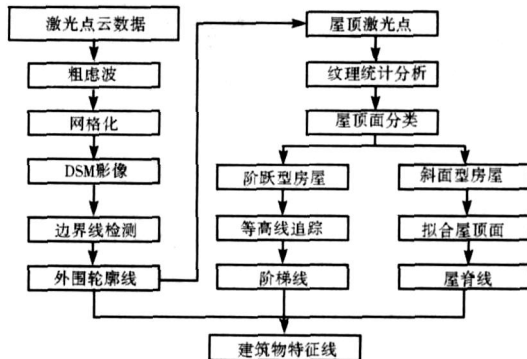 激光点云数据
粗虑波
网格化
DSM影像
边界线检测
外围轮廓线
屋顶激光点
纹理统计分析
屋顶面分类
阶跃型房屋
等高线追踪
阶梯线
斜面型房屋
拟合屋顶面
屋脊线
建筑物特征线